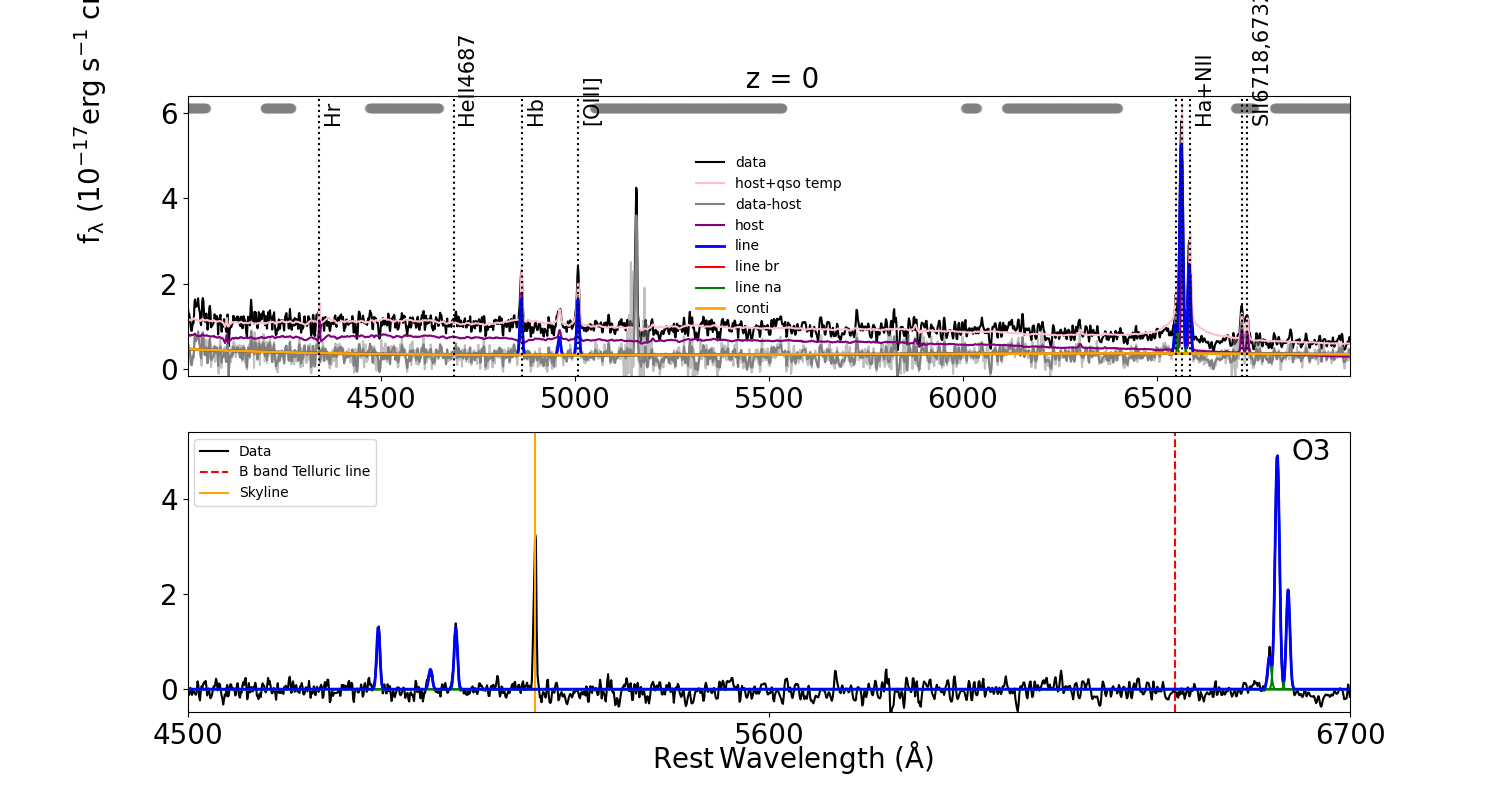 z = 0
f_λ (10^−17 erg s^−1
6
4
2
0
Hr
HeII4687
Hb
[OIII]
Ha+NII
SII6718,6732
data
host+qso temp
data-host
host
line
line br
line na
conti
4500
5000
5500
6000
6500
Data
B band Telluric line
Skyline
O3
4
2
0
4500
5600
6700
Rest Wavelength (Å)